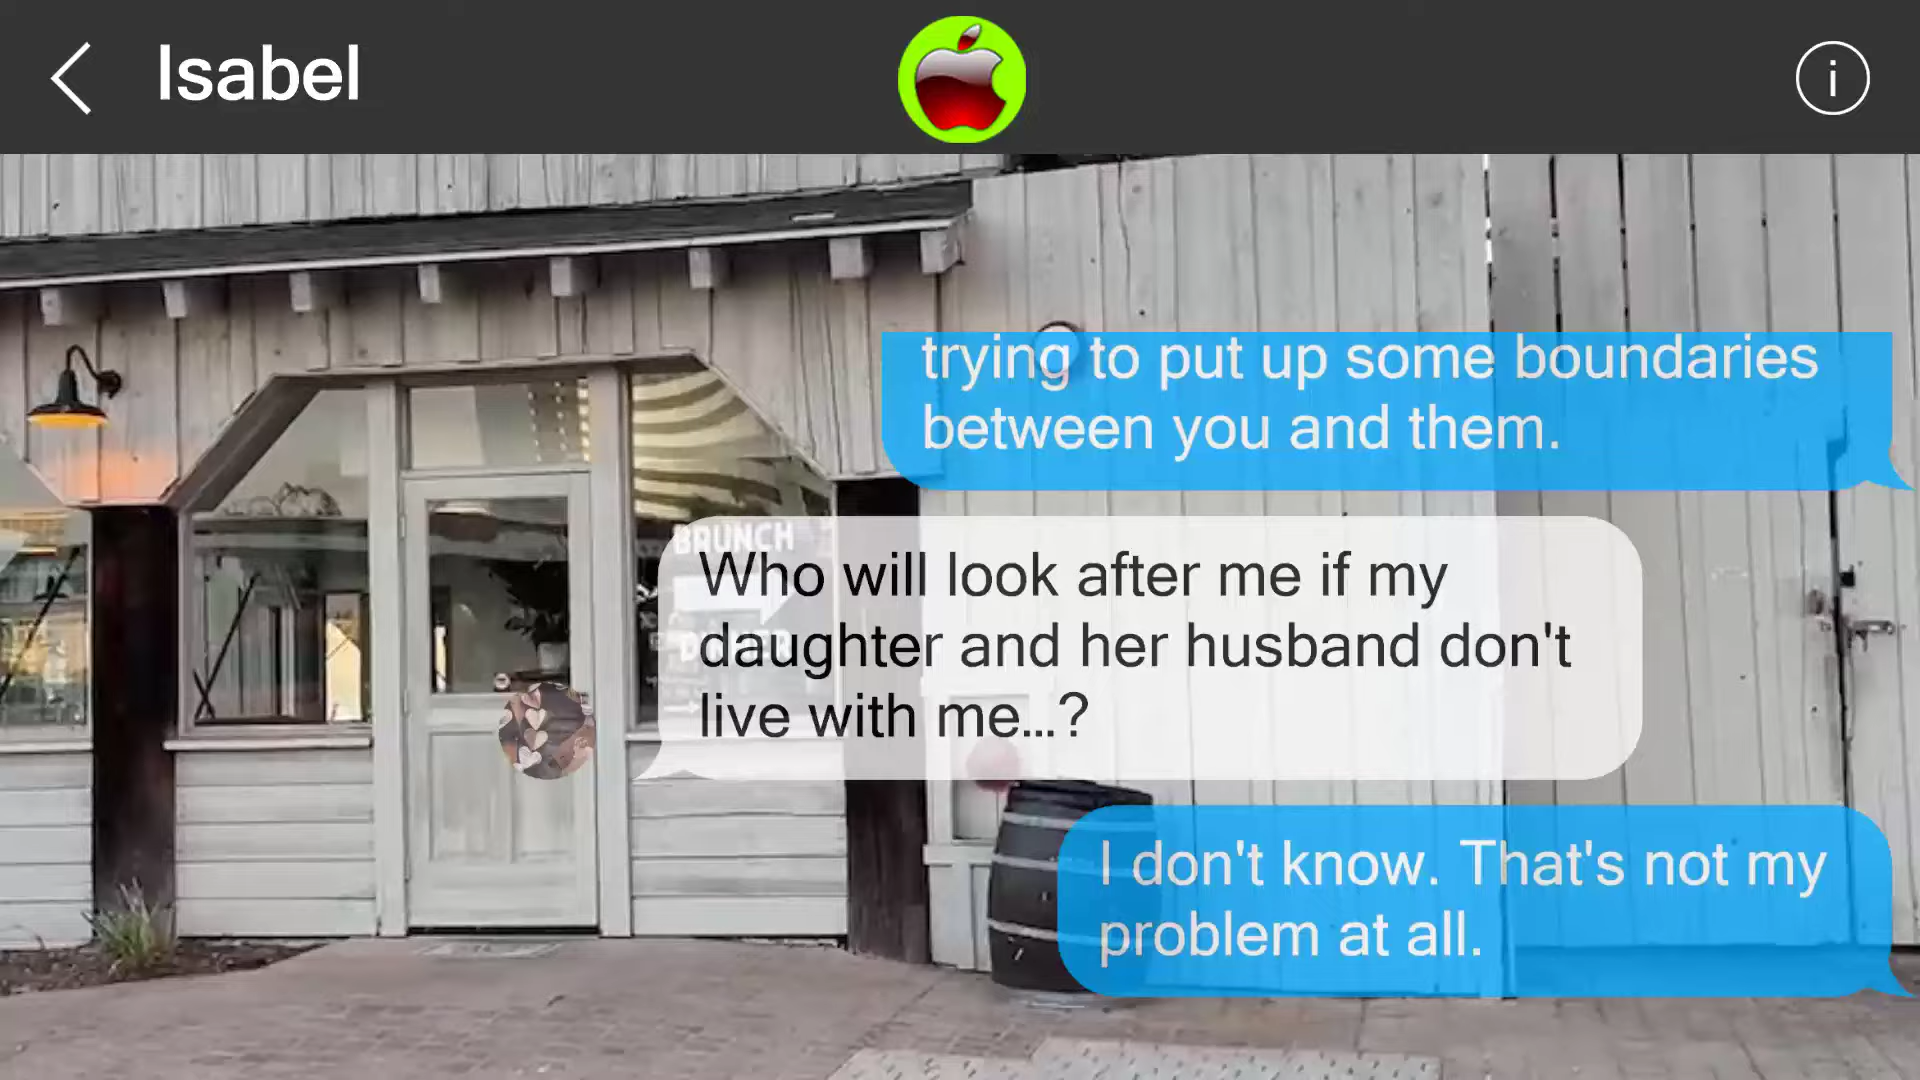 Isabel
i
trying to put up some boundaries
between you and them.
BRUNCH
Who will look after me if my
DINNER
daughter and her husband don't
live with me...?
I don't know. That's not my
problem at all.